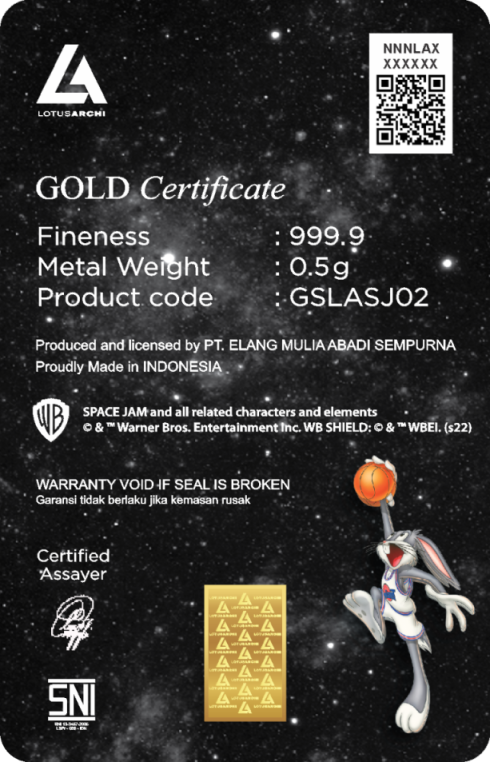 NNNLAX
XXXXXX
LOTUSARCHI
GOLD Certificate
Fineness : 999.9
Metal Weight : 0.5g
Product code : GSLASJ02
Produced and licensed by PT. ELANG MULIA ABADI SEMPURNA
Proudly Made in INDONESIA
WB
SPACE JAM and all related characters and elements
© & ™ Warner Bros. Entertainment Inc. WB SHIELD: © & ™ WBEI. (s22)
WARRANTY VOID IF SEAL IS BROKEN
Garansi tidak berlaku jika kemasan rusak
Certified
Assayer
SNI